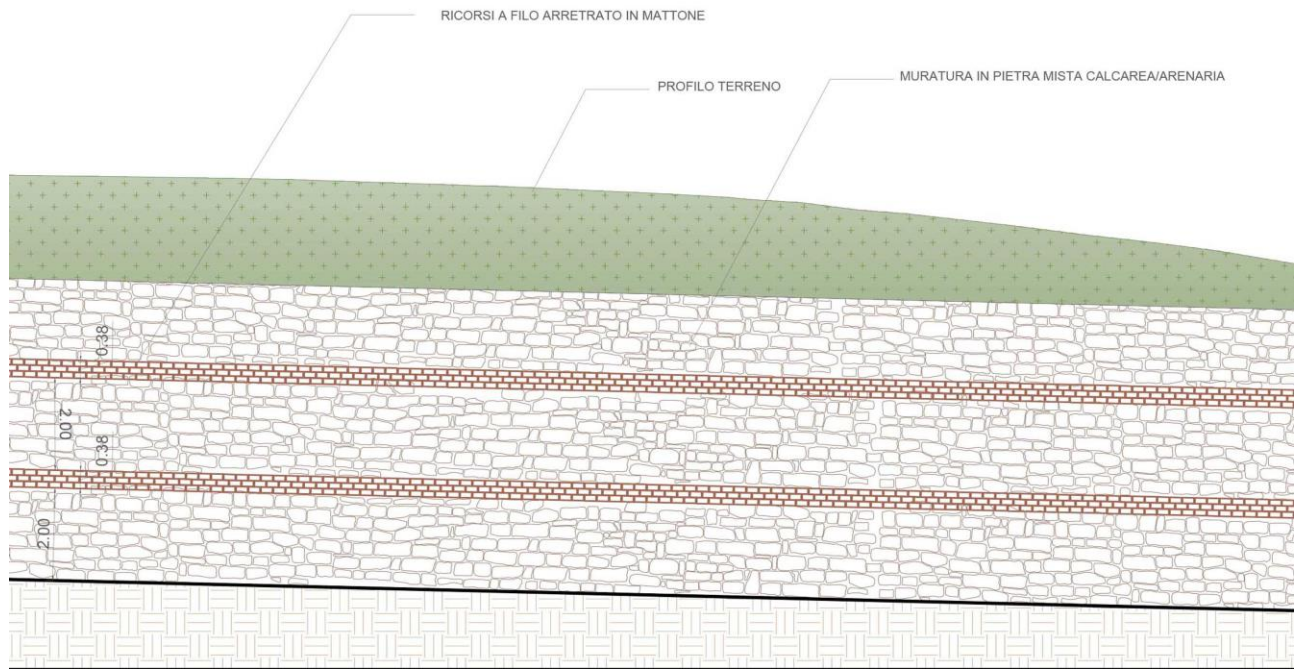 RICORSI A FILO ARRETRATO IN MATTONE
PROFILO TERRENO
MURATURA IN PIETRA MISTA CALCAREA/ARENARIA
0.38
2.00
0.38
2.00